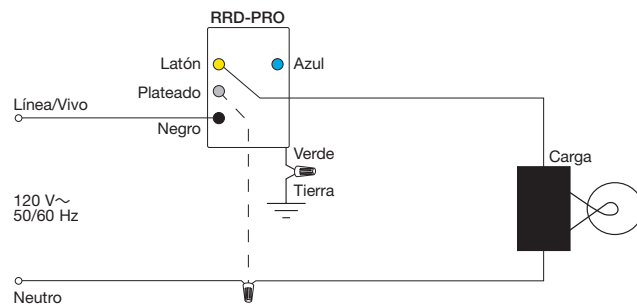 RRD-PRO
Latón
Azul
Plateado
Línea/Vivo
Negro
Verde
Carga
Tierra
120 V~
50/60 Hz
Neutro